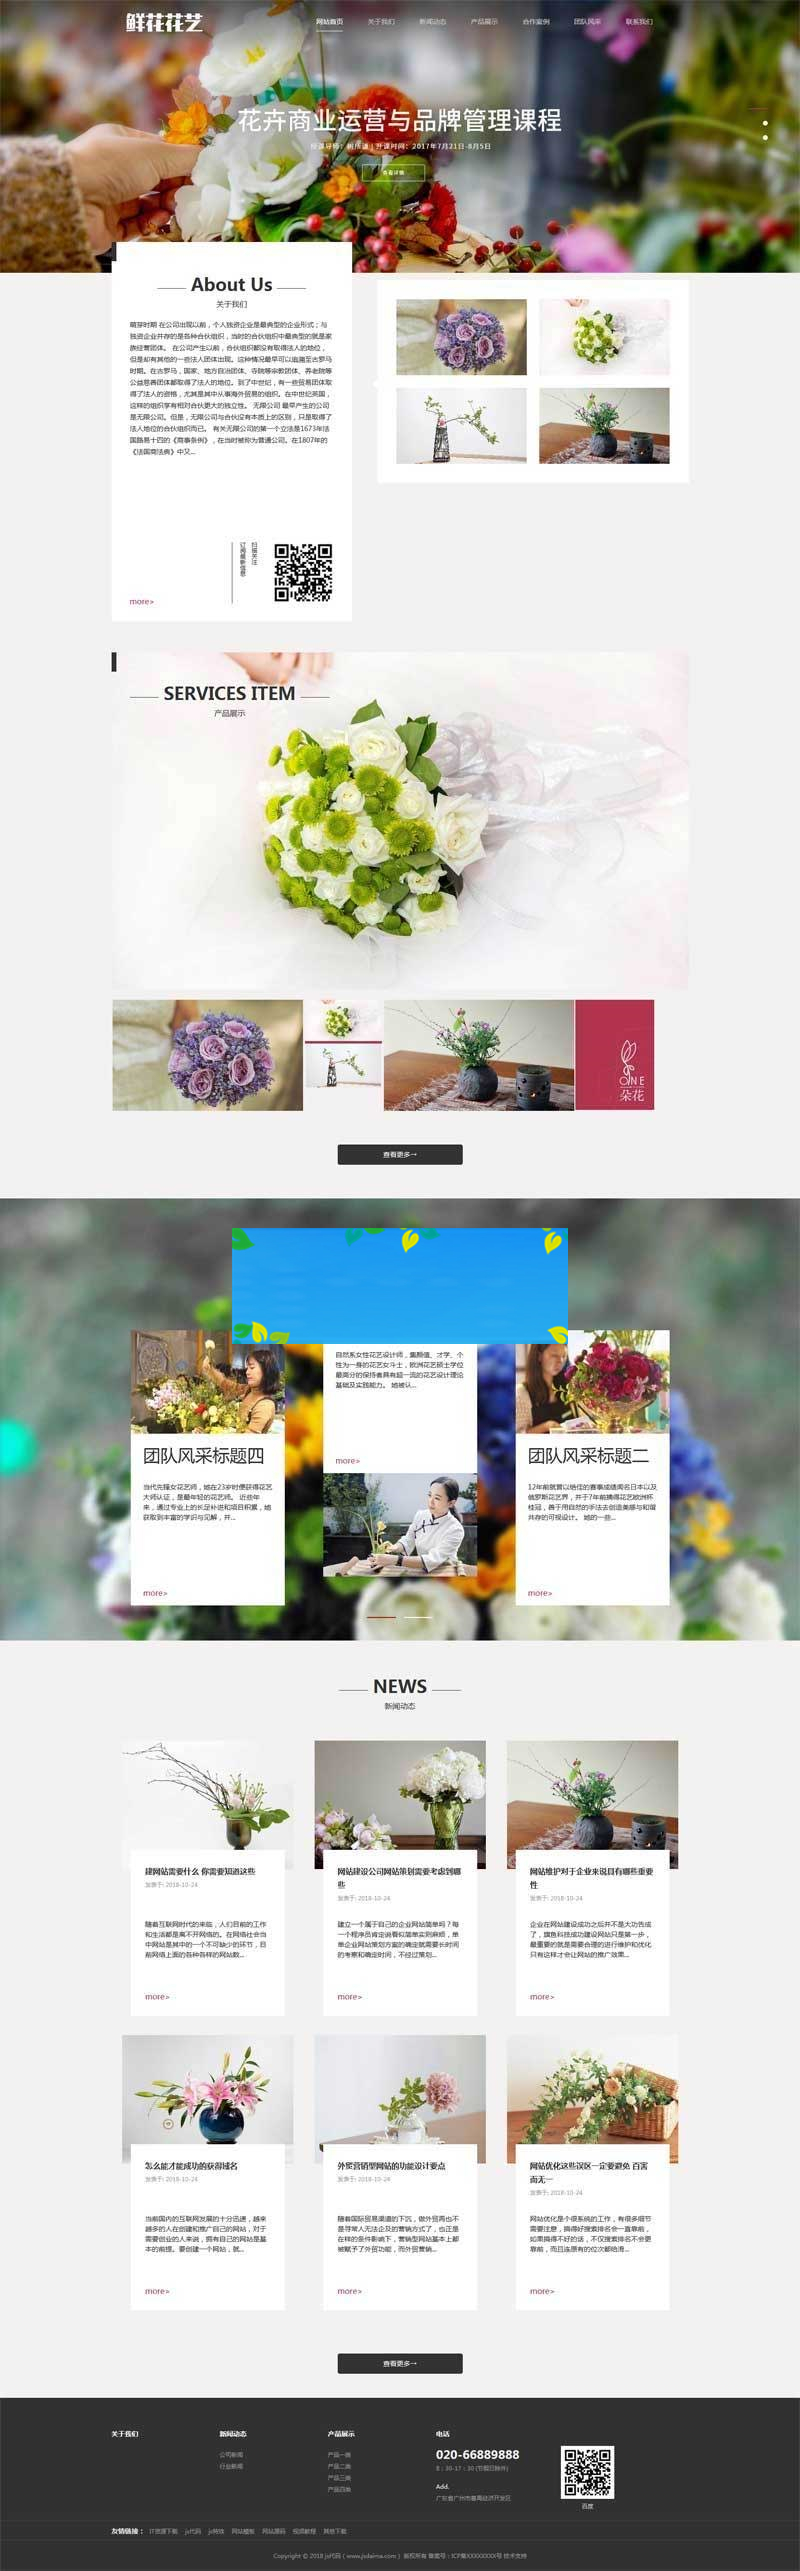 鲜花花艺
网站首页 关于我们 新闻动态 产品展示 合作案例 团队风采 联系我们
花卉商业运营与品牌管理课程
开课时间：2017年7月21日-8月5日
查看详情
About Us
关于我们
萌芽时期 在公司出现以前，个人独资企业是最典型的企业形式；与
独资企业并存的是各种合伙组织，当时的合伙组织中最典型的就是家
族经营团体。 在公司产生以前，合伙组织都没有取得法人的地位，
但是却有其他的一些法人团体出现。这种情况最早可以追溯至古罗马
时期。在古罗马，国家、地方自治团体、寺院等宗教团体、养老院等
公益慈善团体都取得了法人的地位。到了中世纪，有一些贸易团体取
得了法人的资格，尤其是其中从事海外贸易的组织。在中世纪英国，
这样的组织享有相对合伙更大的独立性。 无限公司 最早产生的公司
是无限公司。但是，无限公司与合伙没有本质上的区别，只是取得了
法人地位的合伙组织而已。 有关无限公司的第一个立法是1673年法
国路易十四的《商事条例》，在当时被称为普通公司。在1807年的
《法国商法典》中又...
扫描关注
订阅最新信息
more>
SERVICES ITEM
产品展示
ONE
朵花
查看更多→
自然系女性花艺设计师，集颜值、才学、个
性为一身的花艺女斗士，欧洲花艺硕士学位
最高分的保持者具有超一流的花艺设计理论
基础及实践能力。 她被认...
more>
团队风采标题四
当代先锋女花艺师，她在23岁时便获得花艺
大师认证，是最年轻的花艺师。 近些年
来，通过专业上的长足补进和项目积累，她
获取到丰富的学识与见解，并...
more>
团队风采标题二
12年前就曾以绝佳的赛事成绩闻名日本以及
俄罗斯花艺界，并于7年前摘得花艺欧洲杯
桂冠，善于用自然的手法去创造美感与和谐
共存的可视设计。 她的一些...
more>
NEWS
新闻动态
建网站需要什么 你需要知道这些
发表于: 2018-10-24
随着互联网时代的来临，人们目前的工作
和生活都是离不开网络的。在网络社会当
中网站是其中的一个不可缺少的环节，目
前网络上面的各种各样的网站数...
more>
网站建设公司网站策划需要考虑到哪
些
发表于: 2018-10-24
建立一个属于自己的企业网站简单吗？每
一个程序员肯定说看似简单实则麻烦，单
单企业网站策划方案的确定就需要长时间
的考察和确定时间，不经过策划...
more>
网站维护对于企业来说具有哪些重要
性
发表于: 2018-10-24
企业在网站建设成功之后并不是大功告成
了，旗鱼科技成功建设网站只是第一步，
最重要的就是需要合理的进行维护和优化
只有这样才会让网站的推广效果...
more>
怎么能才能成功的获得域名
发表于: 2018-10-24
当前国内的互联网发展的十分迅速，越来
越多的人在创建和推广自己的网站，对于
需要创业的人来说，拥有自己的网站是基
本的前提。要创建一个网站，就...
more>
外贸营销型网站的功能设计要点
发表于: 2018-10-24
随着国际贸易渠道的下沉，做外贸再也不
是寻常人无法企及的营销方式了，也正是
在样的条件影响下，营销型网站基本上都
被赋予了外贸功能，而外贸营销...
more>
网站优化这些误区一定要避免 百害
而无一
发表于: 2018-10-24
网站优化是个很系统的工作，有很多细节
需要注意，搞得好搜索排名会一直靠前，
如果搞得不好的话，不仅搜索排名不会更
靠前，而且连原有的位次都给滑...
more>
查看更多→
关于我们
新闻动态
公司新闻
行业新闻
产品展示
产品一类
产品二类
产品三类
产品四类
电话
020-66889888
8：30-17：30 (节假日除外)
Add.
广东省广州市番禺经济开发区
百度
友情链接： IT资源下载 js代码 js特效 网站模板 网站源码 视频教程 其他下载
Copyright © 2018 js代码（www.jsdaima.com） 版权所有 备案号：ICP备XXXXXXXX号 技术支持